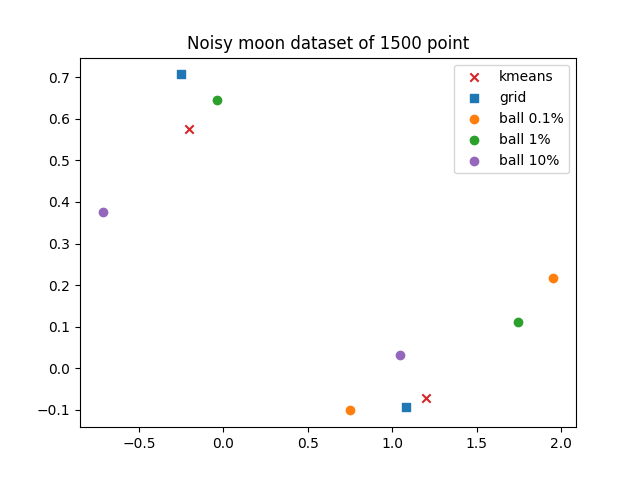 Noisy moon dataset of 1500 point
kmeans
grid
ball 0.1%
ball 1%
ball 10%
0.7
0.6
0.5
0.4
0.3
0.2
0.1
0.0
−0.1
−0.5
0.0
0.5
1.0
1.5
2.0